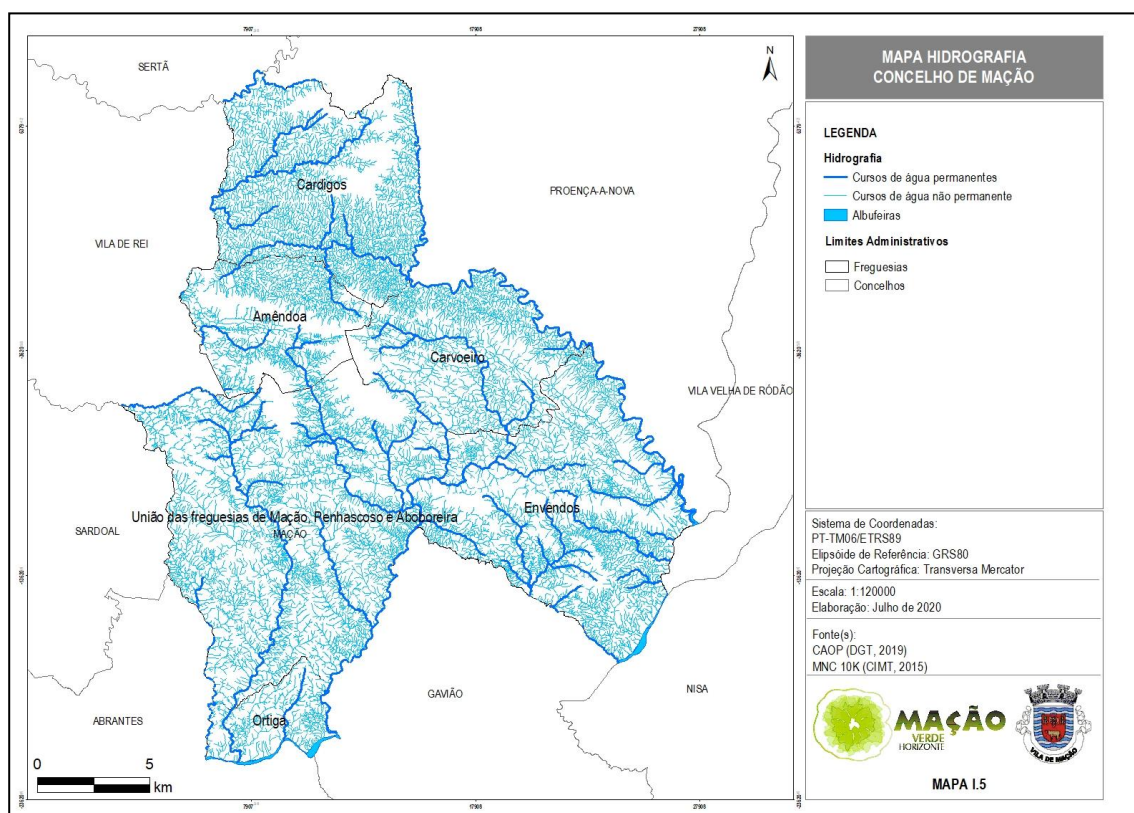 MAPA HIDROGRAFIA
CONCELHO DE MAÇÃO
LEGENDA
Hidrografia
Cursos de água permanentes
Cursos de água não permanente
Albufeiras
Limites Administrativos
Freguesias
Concelhos
Sistema de Coordenadas:
PT-TM06/ETRS89
Elipsóide de Referência: GRS80
Projeção Cartográfica: Transversa Mercator
Escala: 1:120000
Elaboração: Julho de 2020
Fonte(s):
CAOP (DGT, 2019)
MNC 10K (CIMT, 2015)
MAÇÃO
VERDE
HORIZONTE
VILA DE MAÇÃO
MAPA I.5
N
SERTÃ
Cardigos
PROENÇA-A-NOVA
VILA DE REI
Amêndoa
Carvoeiro
VILA VELHA DE RÓDÃO
Envendos
União das freguesias de Mação, Penhascoso e Aboboreira
MAÇÃO
SARDOAL
GAVIÃO
NISA
ABRANTES
Ortiga
0 5
km